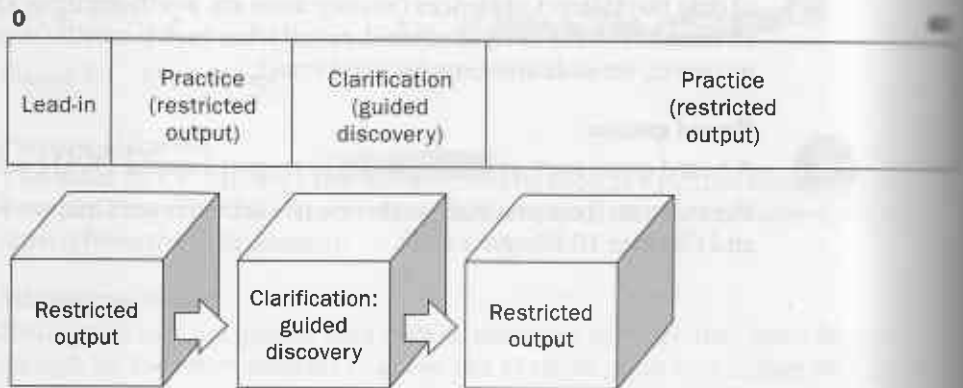 0
Lead-in
Practice
(restricted
output)
Clarification
(guided
discovery)
Practice
(restricted
output)
Restricted
output
Clarification:
guided
discovery
Restricted
output